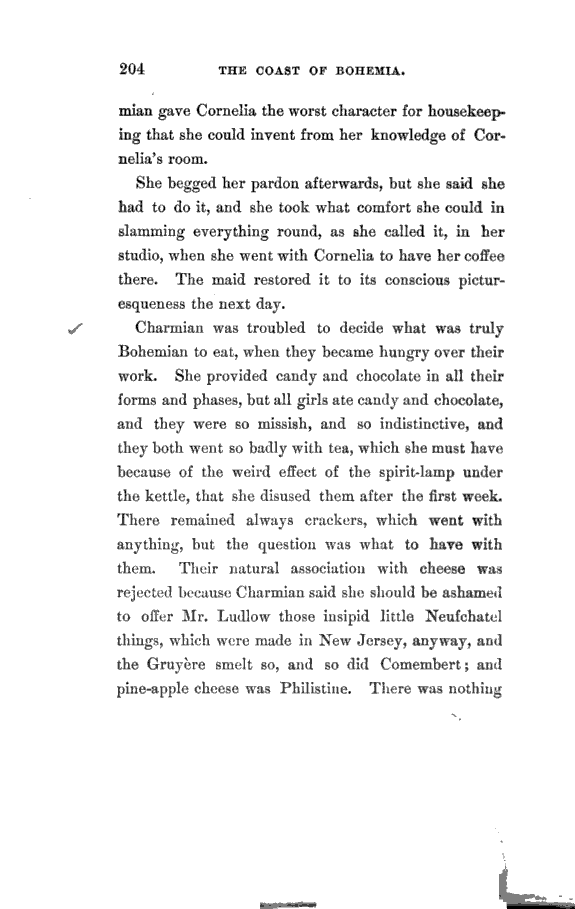 204 THE COAST OF BOHEMIA.
mian gave Cornelia the worst character for housekeep-
ing that she could invent from her knowledge of Cor-
nelia's room.
She begged her pardon afterwards, but she said she
had to do it, and she took what comfort she could in
slamming everything round, as she called it, in her
studio, when she went with Cornelia to have her coffee
there. The maid restored it to its conscious pictur-
esqueness the next day.
Charmian was troubled to decide what was truly
Bohemian to eat, when they became hungry over their
work. She provided candy and chocolate in all their
forms and phases, but all girls ate candy and chocolate,
and they were so missish, and so indistinctive, and
they both went so badly with tea, which she must have
because of the weird effect of the spirit-lamp under
the kettle, that she disused them after the first week.
There remained always crackers, which went with
anything, but the question was what to have with
them. Their natural association with cheese was
rejected because Charmian said she should be ashamed
to offer Mr. Ludlow those insipid little Neufchatel
things, which were made in New Jersey, anyway, and
the Gruyère smelt so, and so did Comembert; and
pine-apple cheese was Philistine. There was nothing